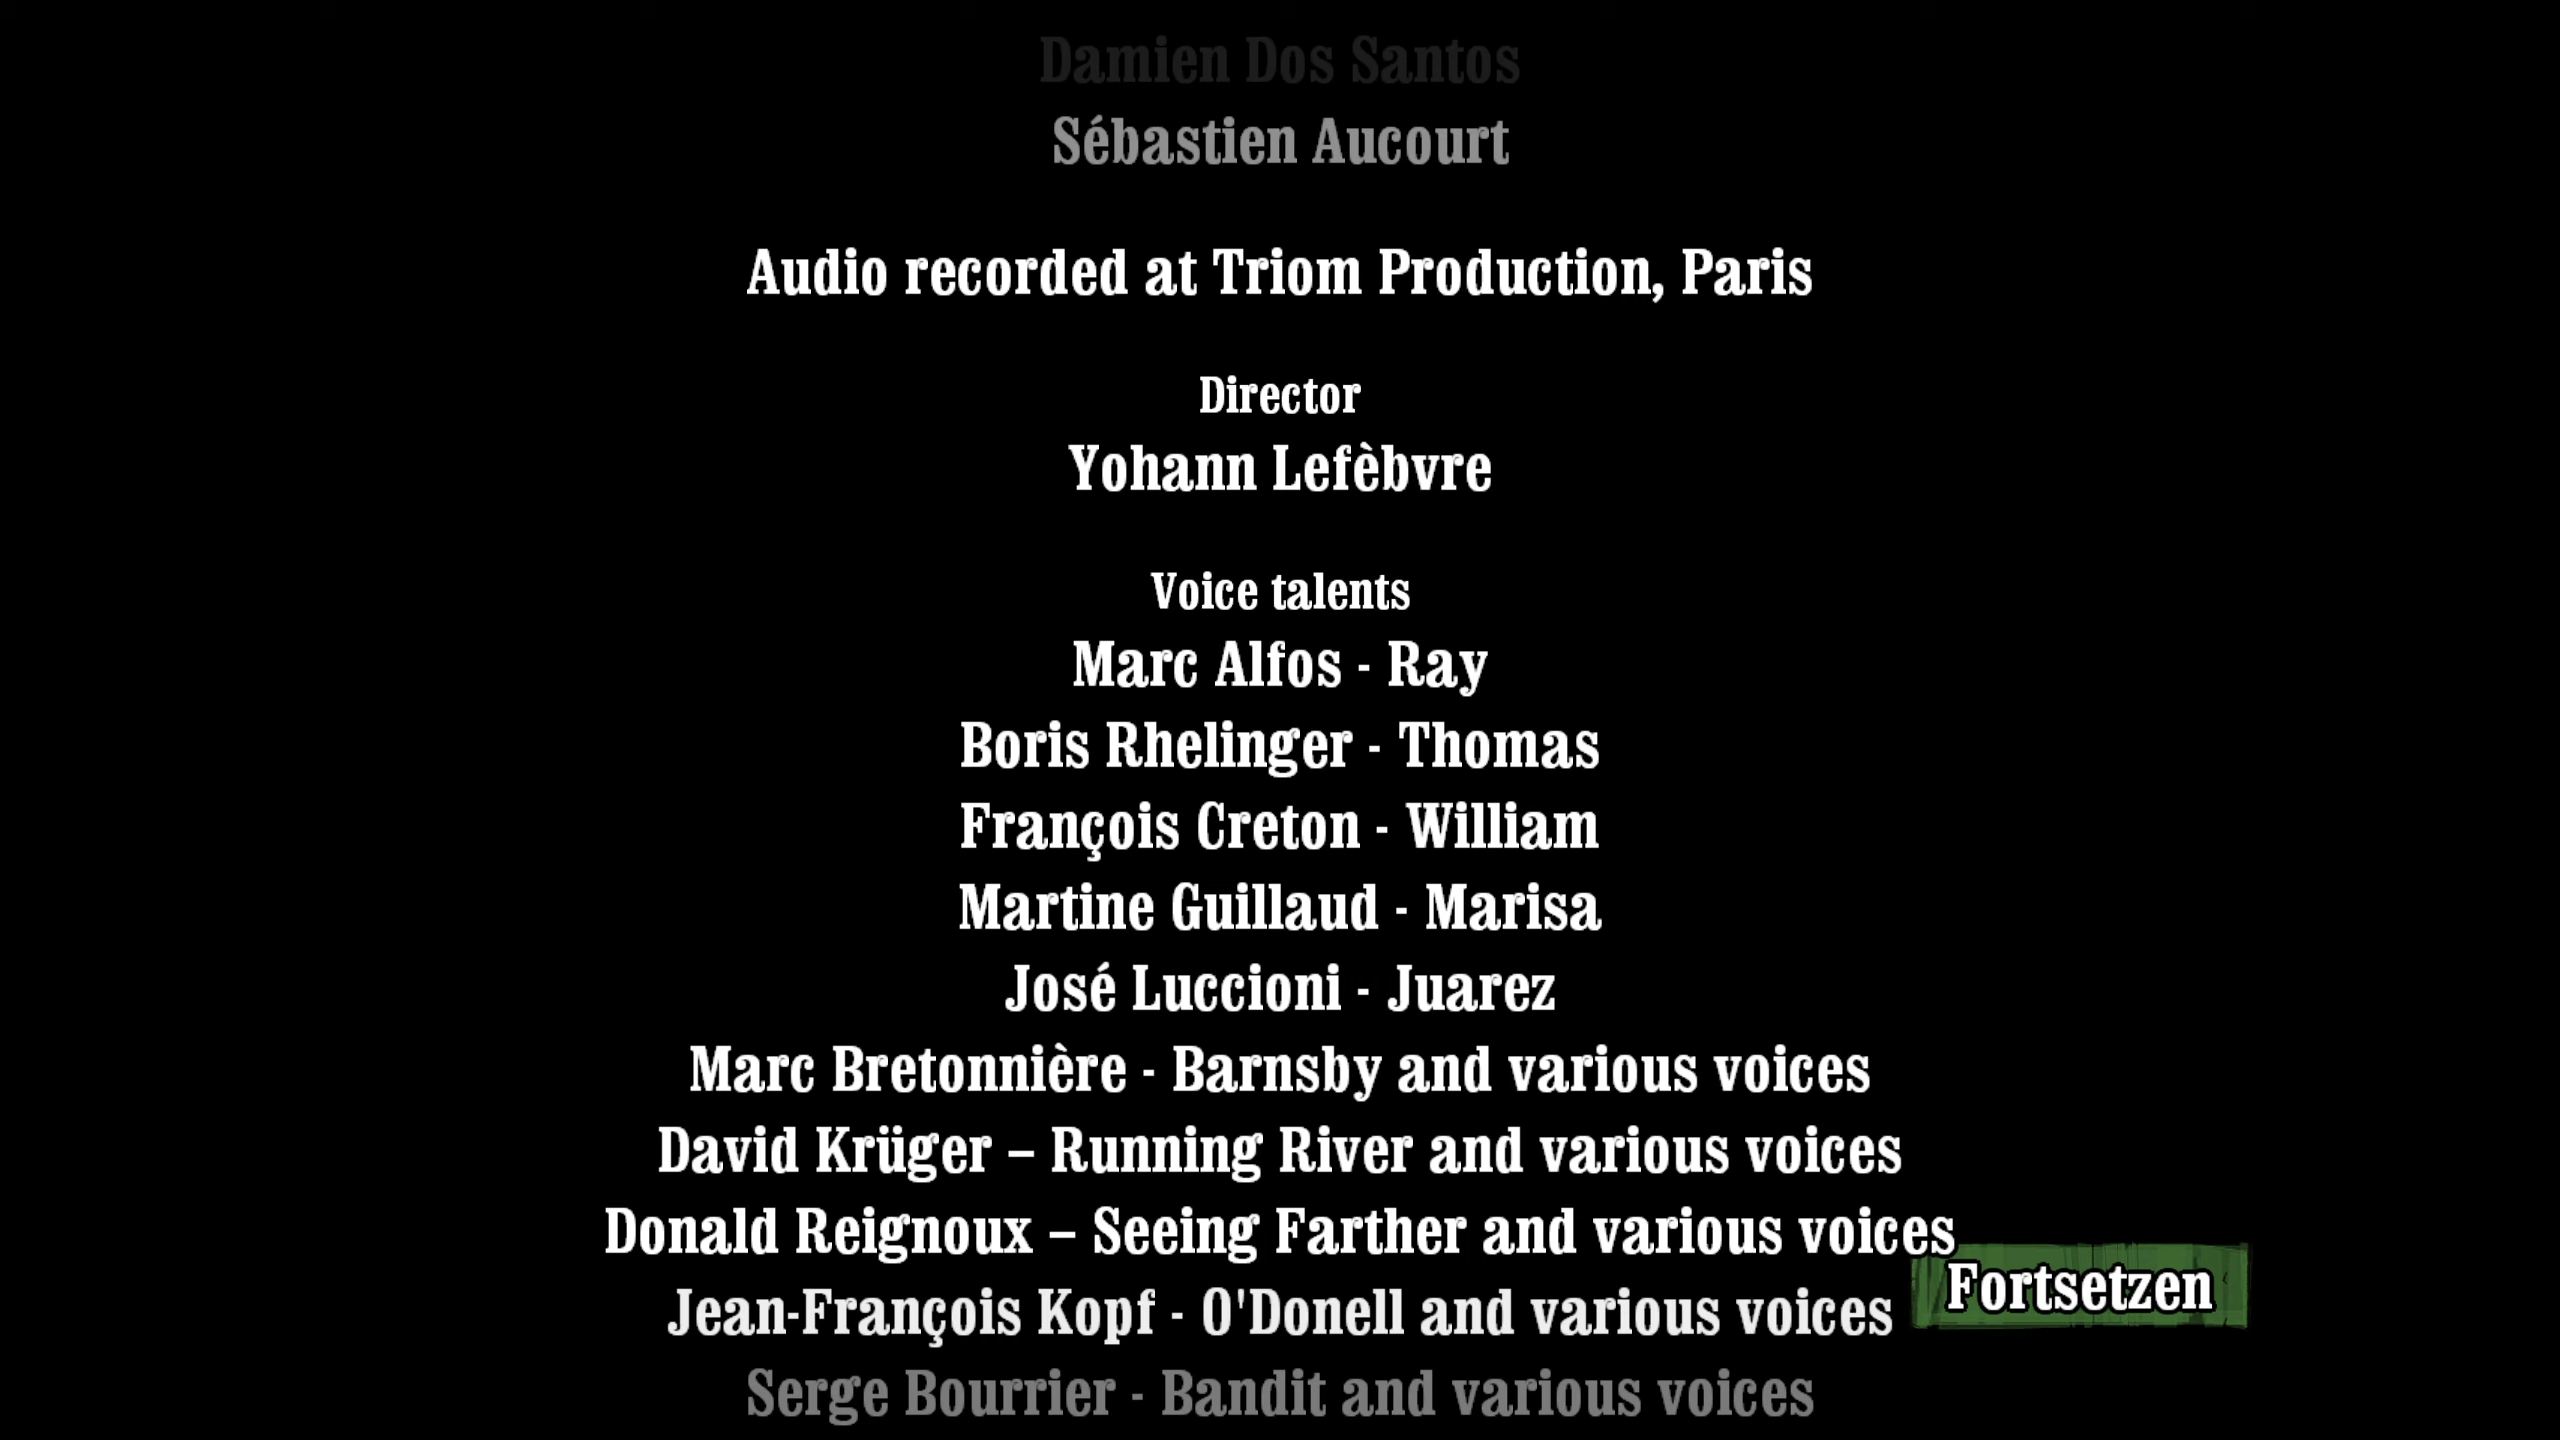 Damien Dos Santos
Sébastien Aucourt
Audio recorded at Triom Production, Paris
Director
Yohann Lefèbvre
Voice talents
Marc Alfos - Ray
Boris Rhelinger - Thomas
François Creton - William
Martine Guillaud - Marisa
José Luccioni - Juarez
Marc Bretonnière - Barnsby and various voices
David Krüger – Running River and various voices
Donald Reignoux – Seeing Farther and various voices
Jean-François Kopf - O'Donell and various voices
Fortsetzen
Serge Bourrier - Bandit and various voices